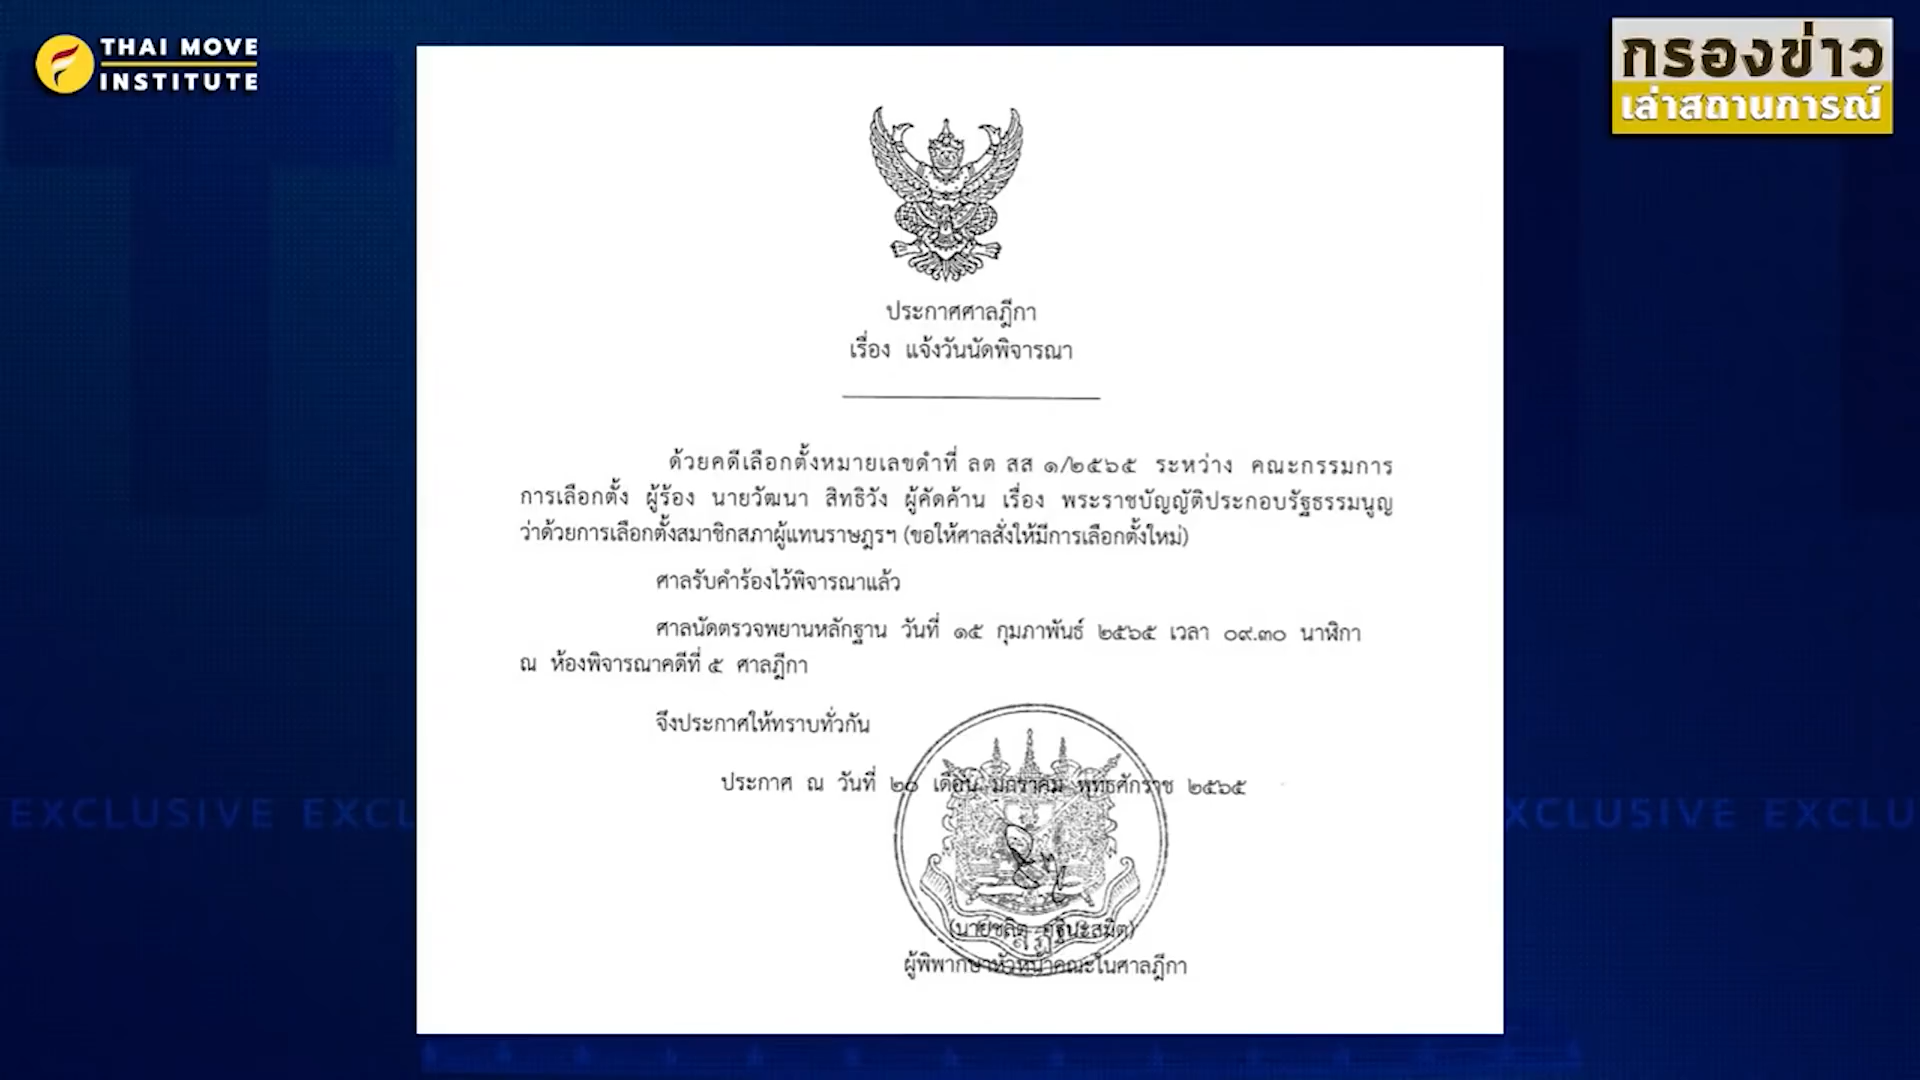 THAI MOVE
INSTITUTE
กรองข่าว
เล่าสถานการณ์
ประกาศศาลฎีกา
เรื่อง แจ้งวันนัดพิจารณา
ด้วยคดีเลือกตั้งหมายเลขดำที่ ลต สส ๑/๒๕๖๕ ระหว่าง คณะกรรมการ
การเลือกตั้ง ผู้ร้อง นายวัฒนา สิทธิวัง ผู้คัดค้าน เรื่อง พระราชบัญญัติประกอบรัฐธรรมนูญ
ว่าด้วยการเลือกตั้งสมาชิกสภาผู้แทนราษฎรฯ (ขอให้ศาลสั่งให้มีการเลือกตั้งใหม่)
ศาลรับคำร้องไว้พิจารณาแล้ว
ศาลนัดตรวจพยานหลักฐาน วันที่ ๑๕ กุมภาพันธ์ ๒๕๖๕ เวลา ๐๙.๓๐ นาฬิกา
ณ ห้องพิจารณาคดีที่ ๕ ศาลฎีกา
จึงประกาศให้ทราบทั่วกัน
ประกาศ ณ วันที่ ๒๐ เดือน มกราคม พุทธศักราช ๒๕๖๕
ผู้พิพากษาหัวหน้าคณะในศาลฎีกา
EXCLUSIVE EXCL
XCLUSIVE EXCLU